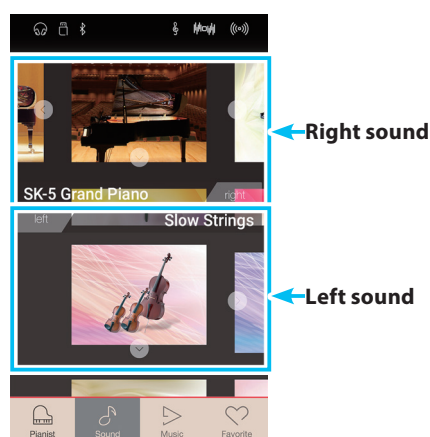 Right sound
SK-5 Grand Piano
right
left
Slow Strings
Left sound
Pianist
Sound
Music
Favorite